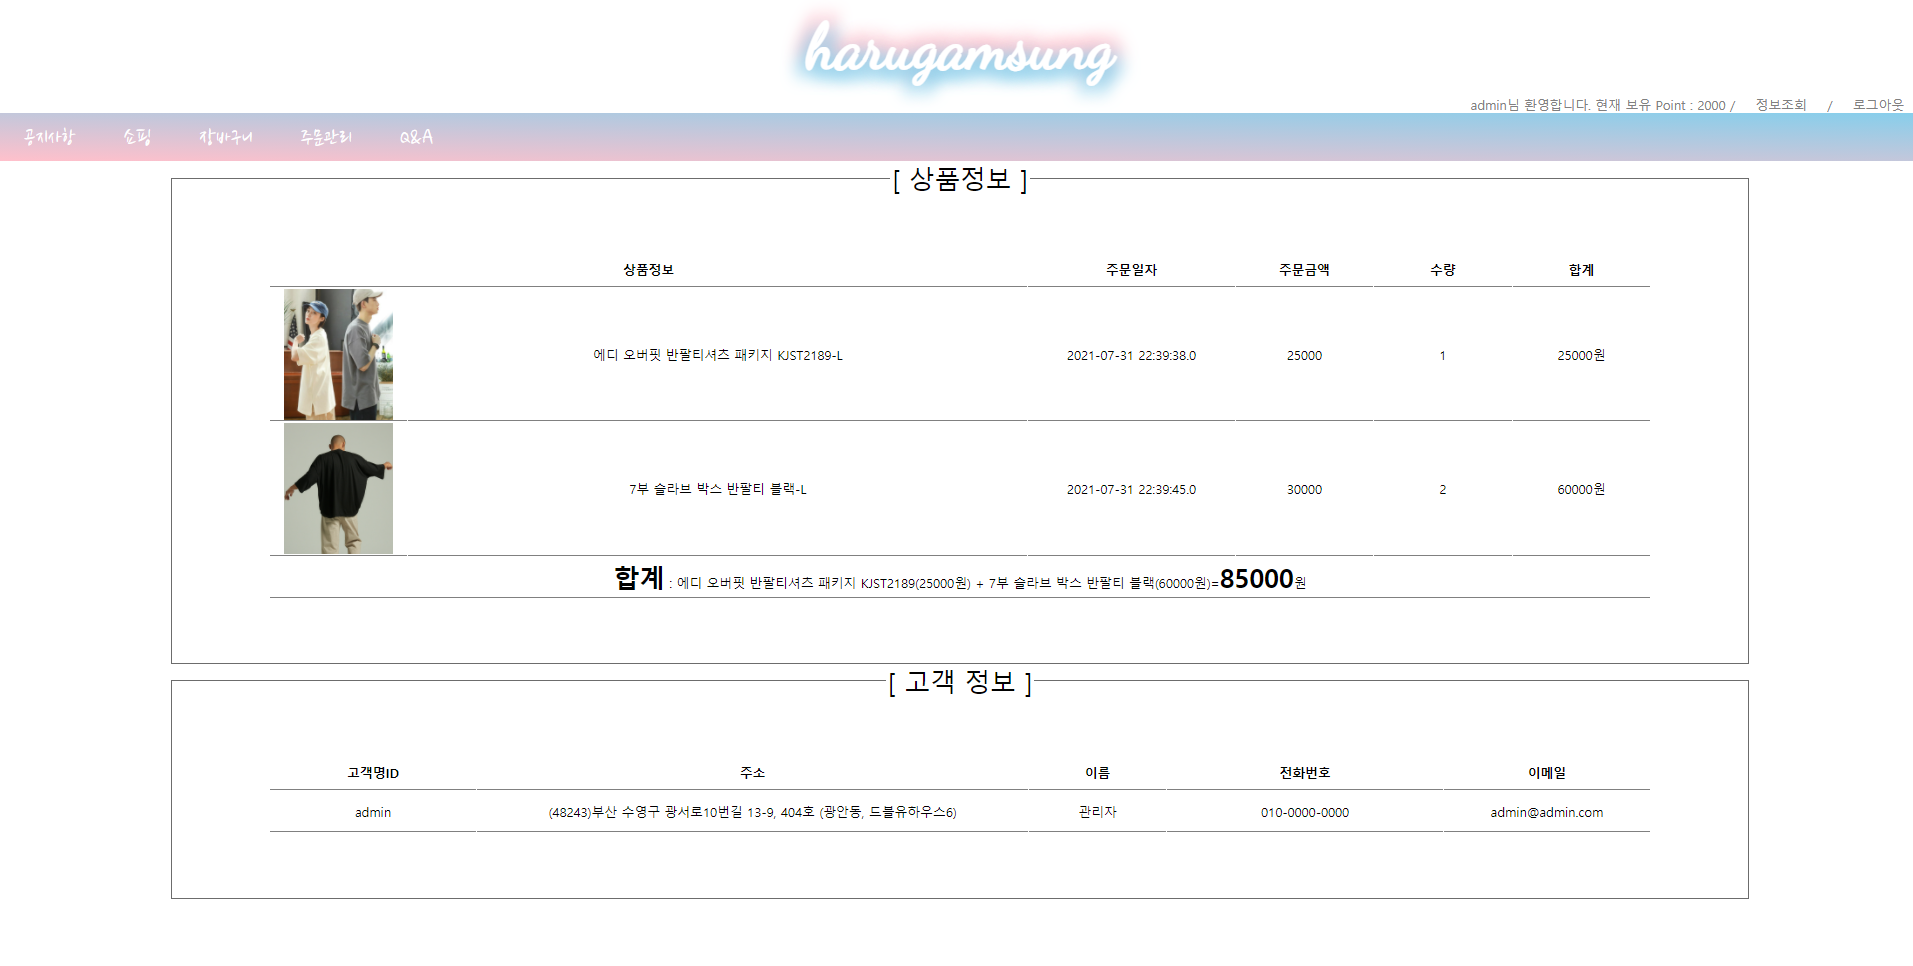 harugamsung
admin님 환영합니다. 현재 보유 Point : 2000 / 정보조회 / 로그아웃
공지사항 쇼핑 장바구니 주문관리 Q&A
[ 상품정보 ]
상품정보 주문일자 주문금액 수량 합계
에디 오버핏 반팔티셔츠 패키지 KJST2189-L 2021-07-31 22:39:38.0 25000 1 25000원
7부 슬라브 박스 반팔티 블랙-L 2021-07-31 22:39:45.0 30000 2 60000원
합계 : 에디 오버핏 반팔티셔츠 패키지 KJST2189(25000원) + 7부 슬라브 박스 반팔티 블랙(60000원)=85000원
[ 고객 정보 ]
고객명ID 주소 이름 전화번호 이메일
admin (48243)부산 수영구 광서로10번길 13-9, 404호 (광안동, 드블유하우스6) 관리자 010-0000-0000 admin@admin.com